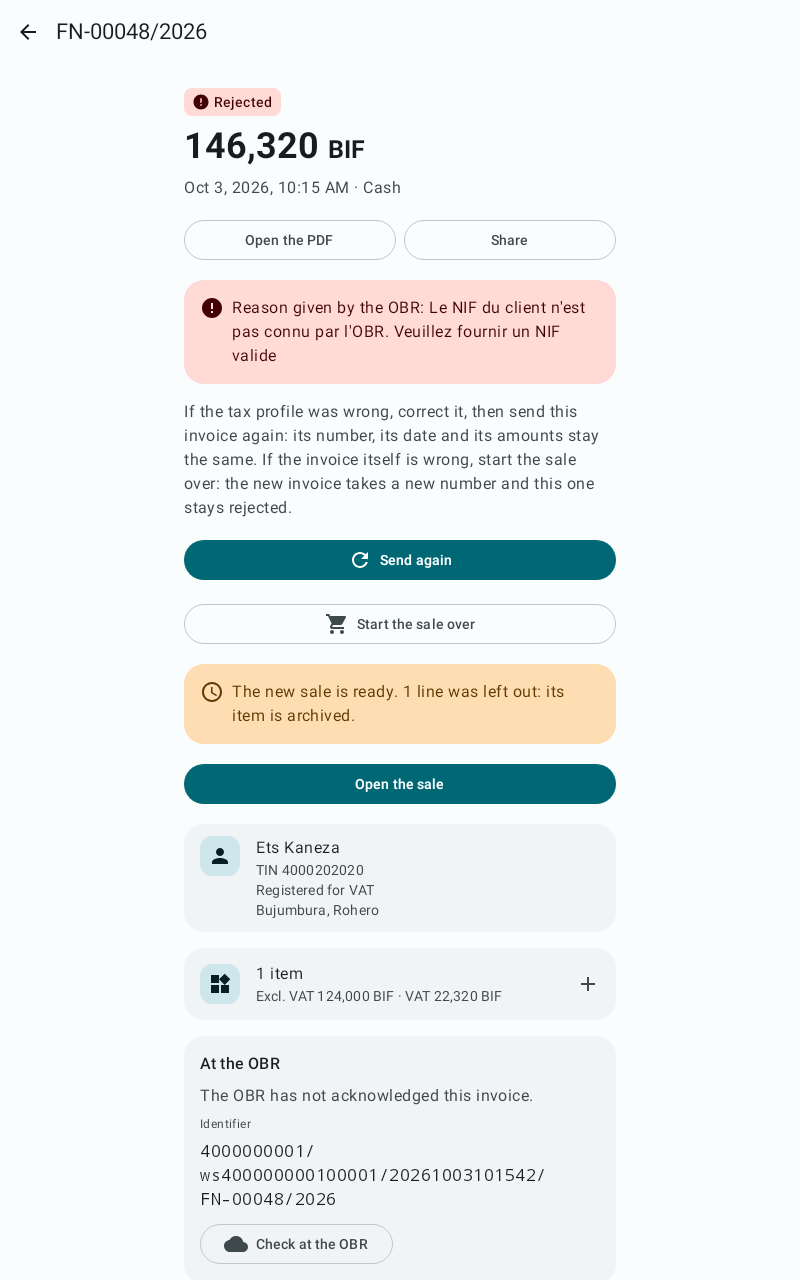 FN-00048/2026
Rejected
146,320 BIF
Oct 3, 2026, 10:15 AM · Cash
Open the PDF
Share
Reason given by the OBR: Le NIF du client n'est
pas connu par l'OBR. Veuillez fournir un NIF
valide
If the tax profile was wrong, correct it, then send this
invoice again: its number, its date and its amounts stay
the same. If the invoice itself is wrong, start the sale
over: the new invoice takes a new number and this one
stays rejected.
Send again
Start the sale over
The new sale is ready. 1 line was left out: its
item is archived.
Open the sale
Ets Kaneza
TIN 4000202020
Registered for VAT
Bujumbura, Rohero
1 item
Excl. VAT 124,000 BIF · VAT 22,320 BIF
At the OBR
The OBR has not acknowledged this invoice.
Identifier
4000000001/
ws400000000100001/20261003101542/
FN-00048/2026
Check at the OBR